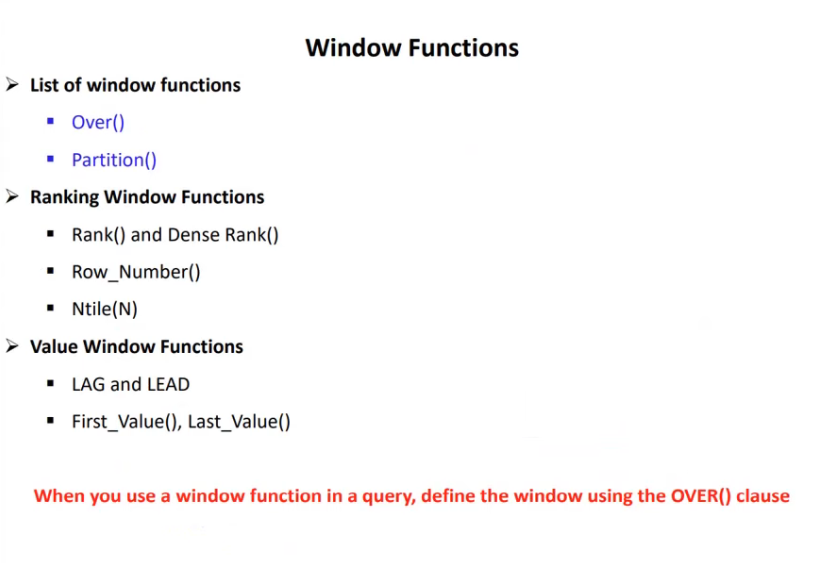 Window Functions
List of window functions
Over()
Partition()
Ranking Window Functions
Rank() and Dense Rank()
Row_Number()
Ntile(N)
Value Window Functions
LAG and LEAD
First_Value(), Last_Value()
When you use a window function in a query, define the window using the OVER() clause